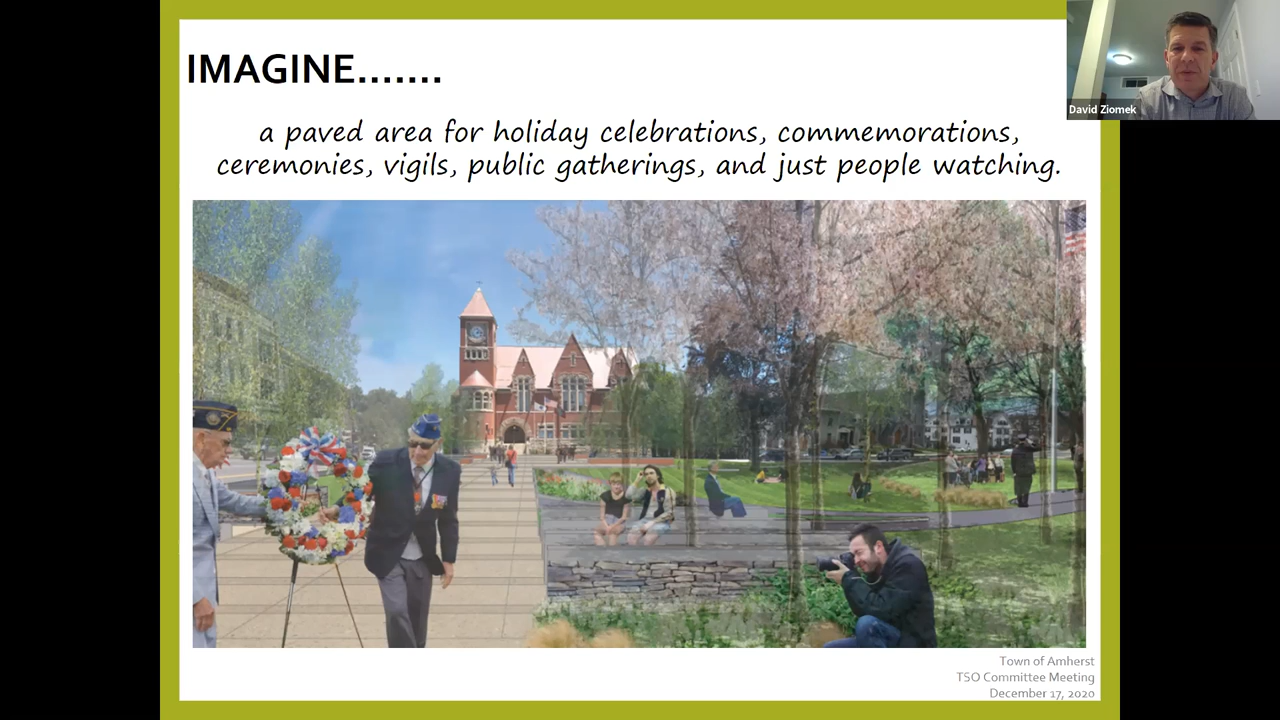 IMAGINE.......
David Ziomek
a paved area for holiday celebrations, commemorations,
ceremonies, vigils, public gatherings, and just people watching.
Town of Amherst
TSO Committee Meeting
December 17, 2020